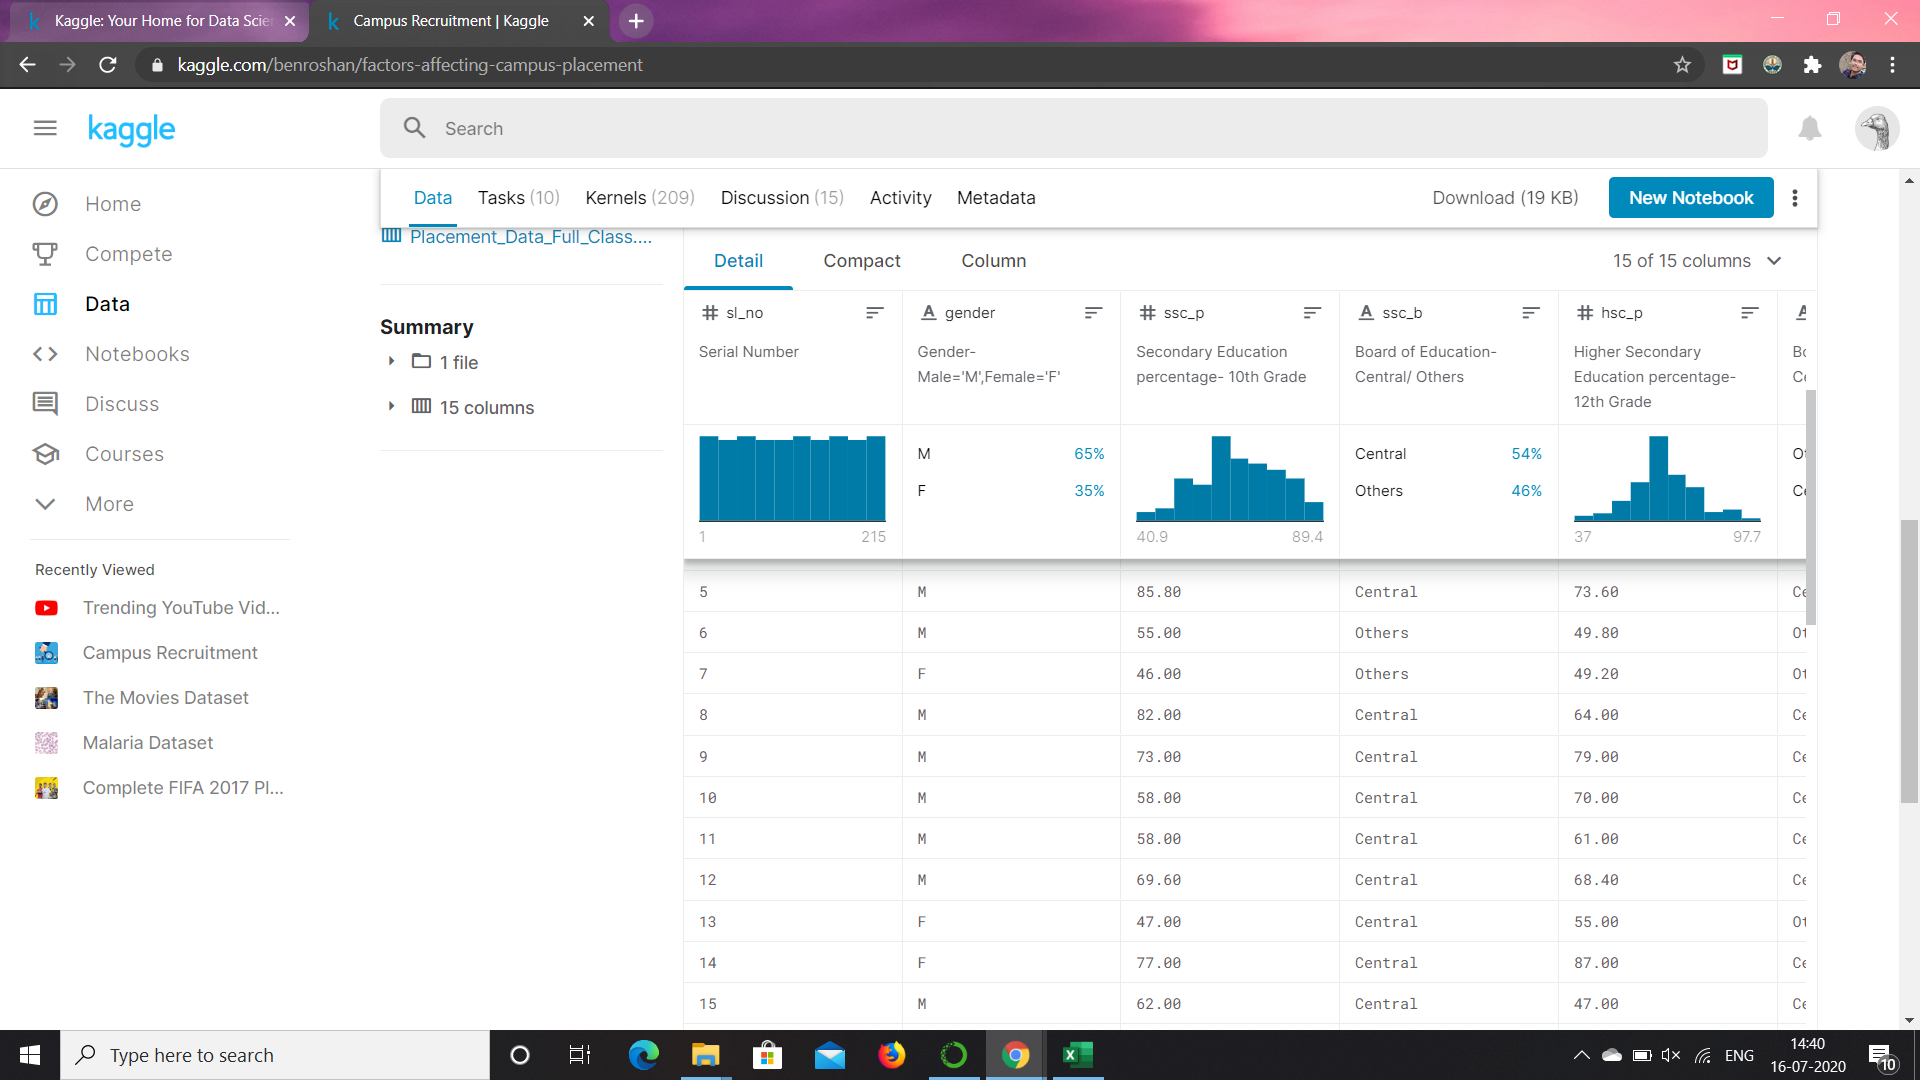 Kaggle: Your Home for Data Scien
Campus Recruitment | Kaggle
kaggle.com/benroshan/factors-affecting-campus-placement
kaggle
Search
Home
Compete
Data
Notebooks
Discuss
Courses
More
Recently Viewed
Trending YouTube Vid...
Campus Recruitment
The Movies Dataset
Malaria Dataset
Complete FIFA 2017 Pl...
Data Tasks (10) Kernels (209) Discussion (15) Activity Metadata Download (19 KB) New Notebook
Placement_Data_Full_Class....
Summary
1 file
15 columns
Detail Compact Column 15 of 15 columns
# sl_no A gender # ssc_p A ssc_b # hsc_p A
Serial Number
Gender-
Male='M',Female='F'
Secondary Education
percentage- 10th Grade
Board of Education-
Central/ Others
Higher Secondary
Education percentage-
12th Grade
1 215
M 65%
F 35%
40.9 89.4
Central 54%
Others 46%
37 97.7
5 M 85.80 Central 73.60 Ce
6 M 55.00 Others 49.80 Ot
7 F 46.00 Others 49.20 Ot
8 M 82.00 Central 64.00 Ce
9 M 73.00 Central 79.00 Ce
10 M 58.00 Central 70.00 Ce
11 M 58.00 Central 61.00 Ce
12 M 69.60 Central 68.40 Ce
13 F 47.00 Central 55.00 Ot
14 F 77.00 Central 87.00 Ce
15 M 62.00 Central 47.00 Ce
Type here to search
ENG
14:40
16-07-2020
10